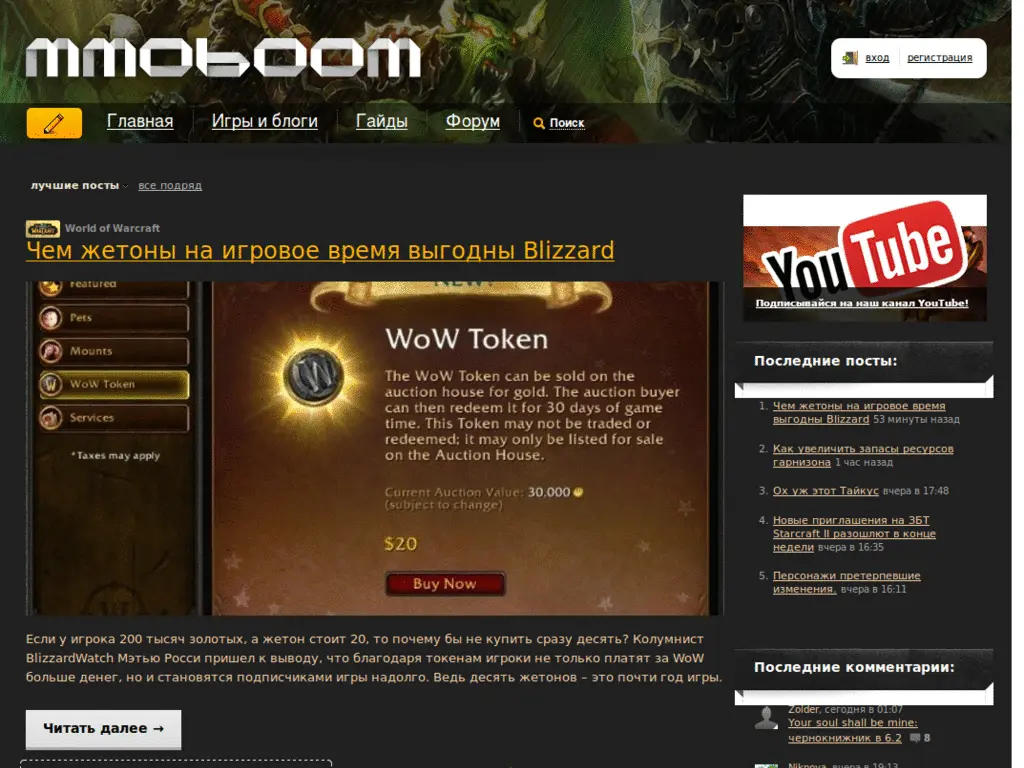 mmoboom
вход регистрация
Главная Игры и блоги Гайды Форум Поиск
лучшие посты все подряд
World of Warcraft
Чем жетоны на игровое время выгодны Blizzard
Featured
Pets
Mounts
WoW Token
Services
*Taxes may apply
NEW!
WoW Token
The WoW Token can be sold on the
auction house for gold. The auction buyer
can then redeem it for 30 days of game
time. This Token may not be traded or
redeemed; it may only be listed for sale
on the Auction House.
Current Auction Value: 30,000
(subject to change)
$20
Buy Now
Если у игрока 200 тысяч золотых, а жетон стоит 20, то почему бы не купить сразу десять? Колумнист
BlizzardWatch Мэтью Росси пришел к выводу, что благодаря токенам игроки не только платят за WoW
больше денег, но и становятся подписчиками игры надолго. Ведь десять жетонов – это почти год игры.
Читать далее →
YouTube
Подписывайся на наш канал YouTube!
Последние посты:
1. Чем жетоны на игровое время
выгодны Blizzard 53 минуты назад
2. Как увеличить запасы ресурсов
гарнизона 1 час назад
3. Ох уж этот Тайкус вчера в 17:48
4. Новые приглашения на ЗБТ
Starcraft II разошлют в конце
недели вчера в 16:35
5. Персонажи претерпевшие
изменения. вчера в 16:11
Последние комментарии:
Zolder, сегодня в 01:07
Your soul shall be mine:
чернокнижник в 6.2 8
Niknova, вчера в 19:13